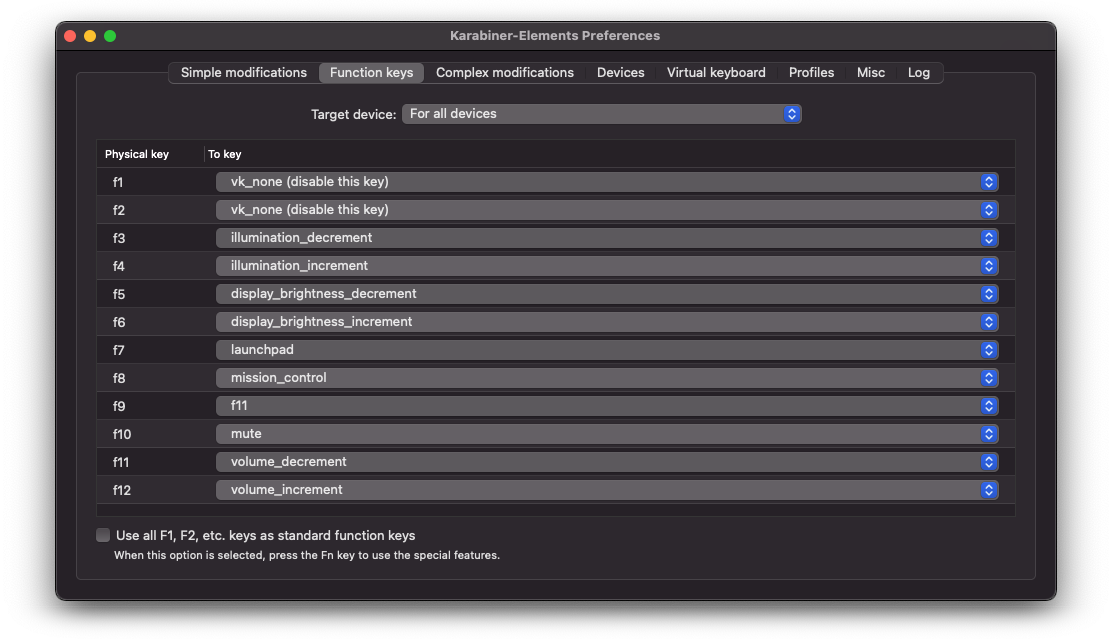 Karabiner-Elements Preferences
Simple modifications Function keys Complex modifications Devices Virtual keyboard Profiles Misc Log
Target device: For all devices
Physical key To key
f1 vk_none (disable this key)
f2 vk_none (disable this key)
f3 illumination_decrement
f4 illumination_increment
f5 display_brightness_decrement
f6 display_brightness_increment
f7 launchpad
f8 mission_control
f9 f11
f10 mute
f11 volume_decrement
f12 volume_increment
Use all F1, F2, etc. keys as standard function keys
When this option is selected, press the Fn key to use the special features.